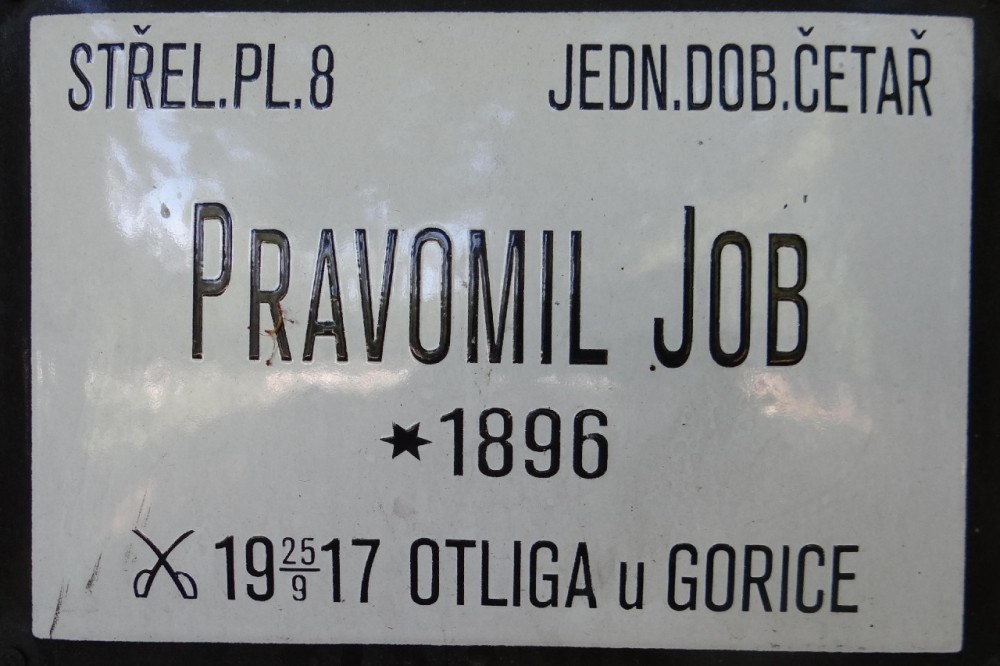 STŘEL.PL.8 JEDN.DOB.ČETAŘ
PRAVOMIL JOB
★1896
⚔ 19 25/9 17 OTLIGA u GORICE